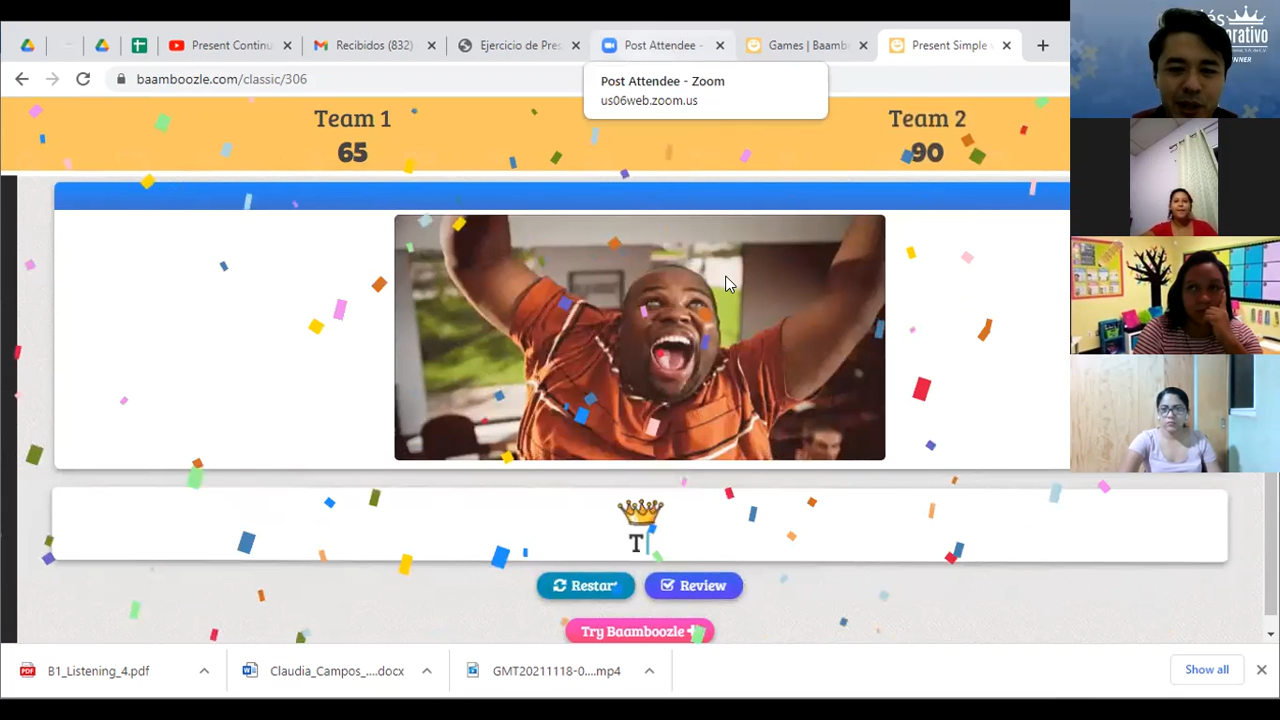 Present Continu
Recibidos (832)
Ejercicio de Pres
Post Attendee -
Games | Baamb
Present Simple v
baamboozle.com/classic/306
Post Attendee - Zoom
us06web.zoom.us
Team 1
65
Team 2
90
T
Restar
Review
Try Baamboozle+
B1_Listening_4.pdf
Claudia_Campos_....docx
GMT20211118-0....mp4
Show all